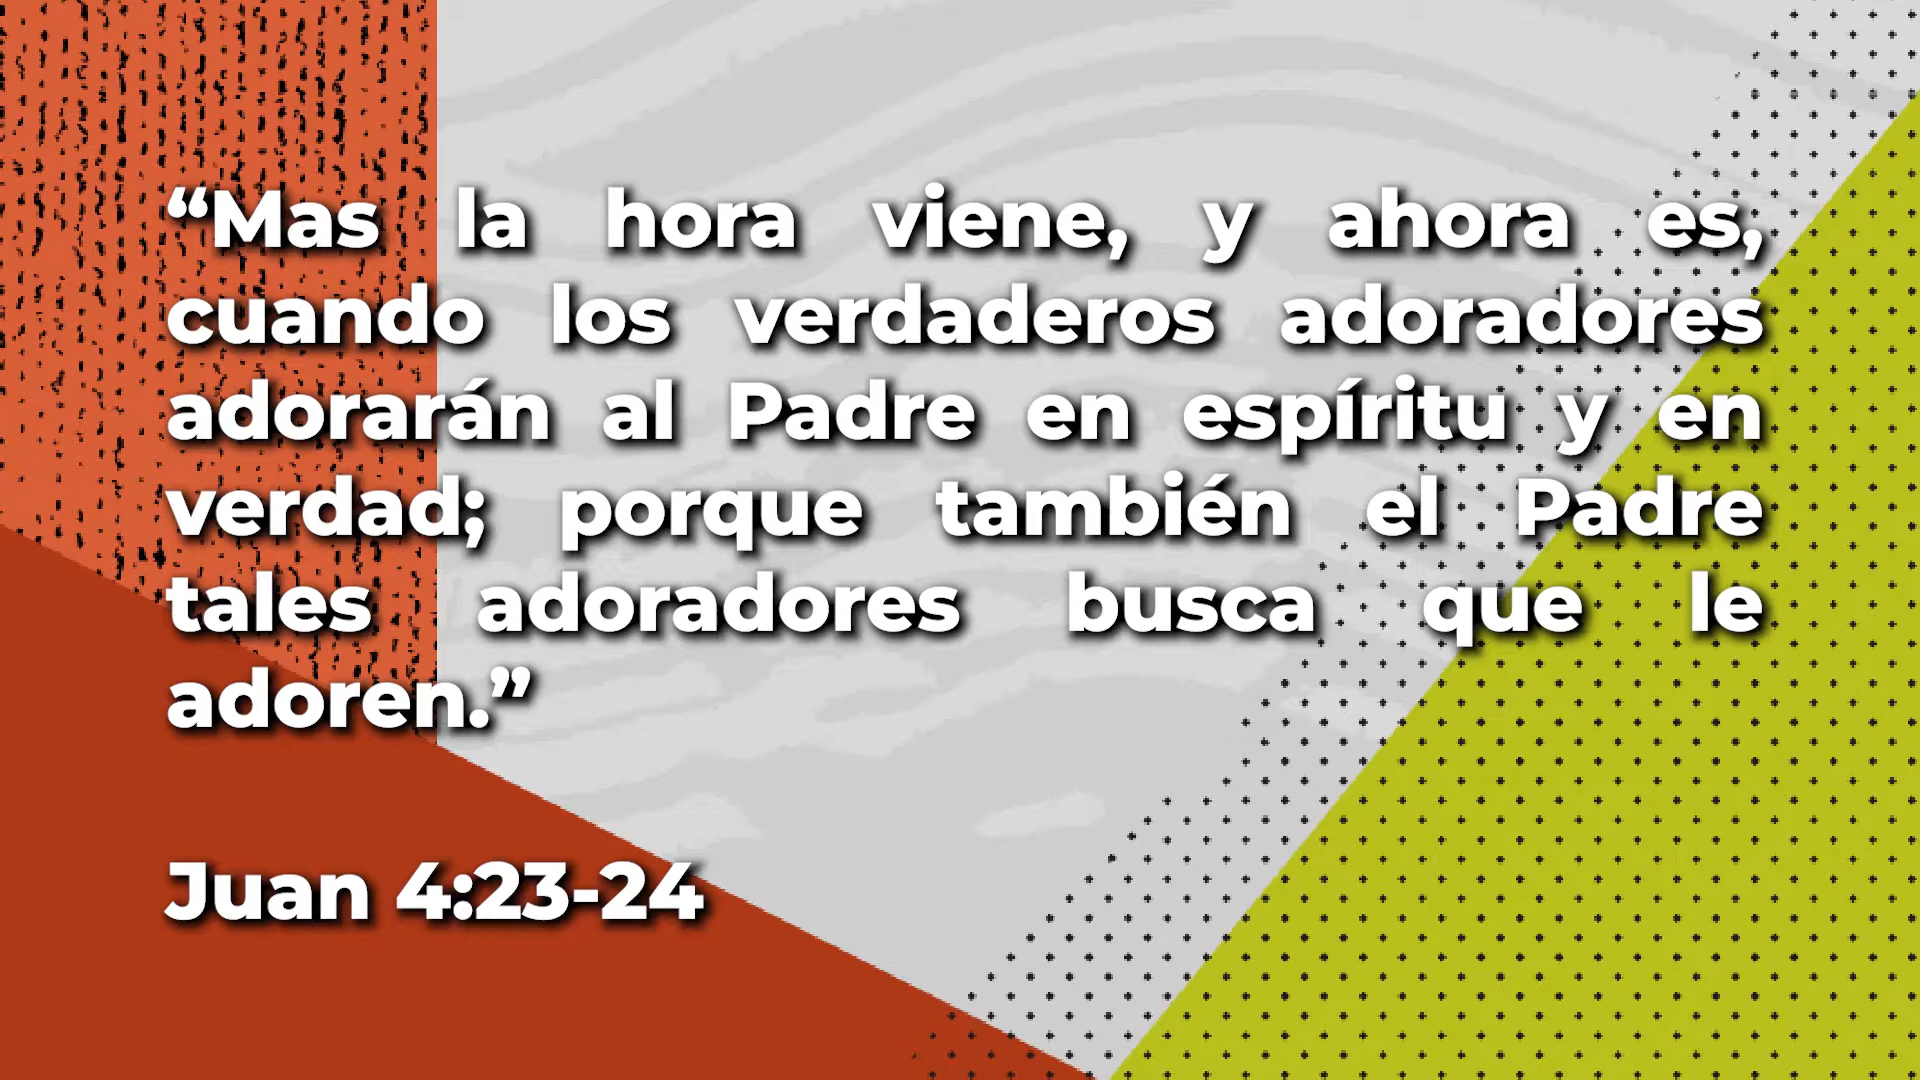 “Mas la hora viene, y ahora es,
cuando los verdaderos adoradores
adorarán al Padre en espíritu y en
verdad; porque también el Padre
tales adoradores busca que le
adoren.”
Juan 4:23-24